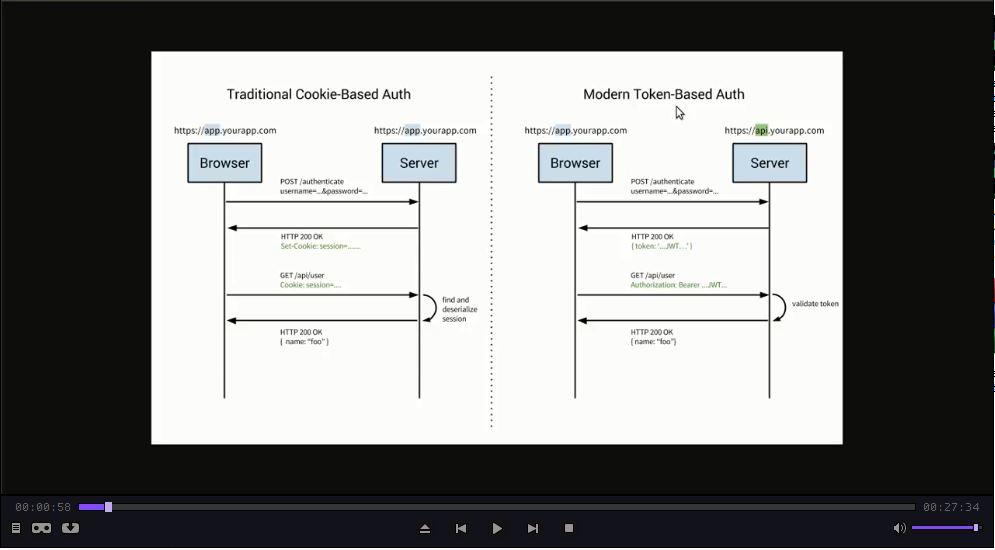 Traditional Cookie-Based Auth
https://app.yourapp.com
https://app.yourapp.com
Browser
Server
POST /authenticate
username=...&password=...
HTTP 200 OK
Set-Cookie: session=.......
GET /api/user
Cookie: session=....
find and
deserialize
session
HTTP 200 OK
{ name: "foo" }
Modern Token-Based Auth
https://app.yourapp.com
https://api.yourapp.com
Browser
Server
POST /authenticate
username=...&password=...
HTTP 200 OK
{ token: '...JWT...' }
GET /api/user
Authorization: Bearer ...JWT...
validate token
HTTP 200 OK
{ name: "foo"}
00:00:58
00:27:34